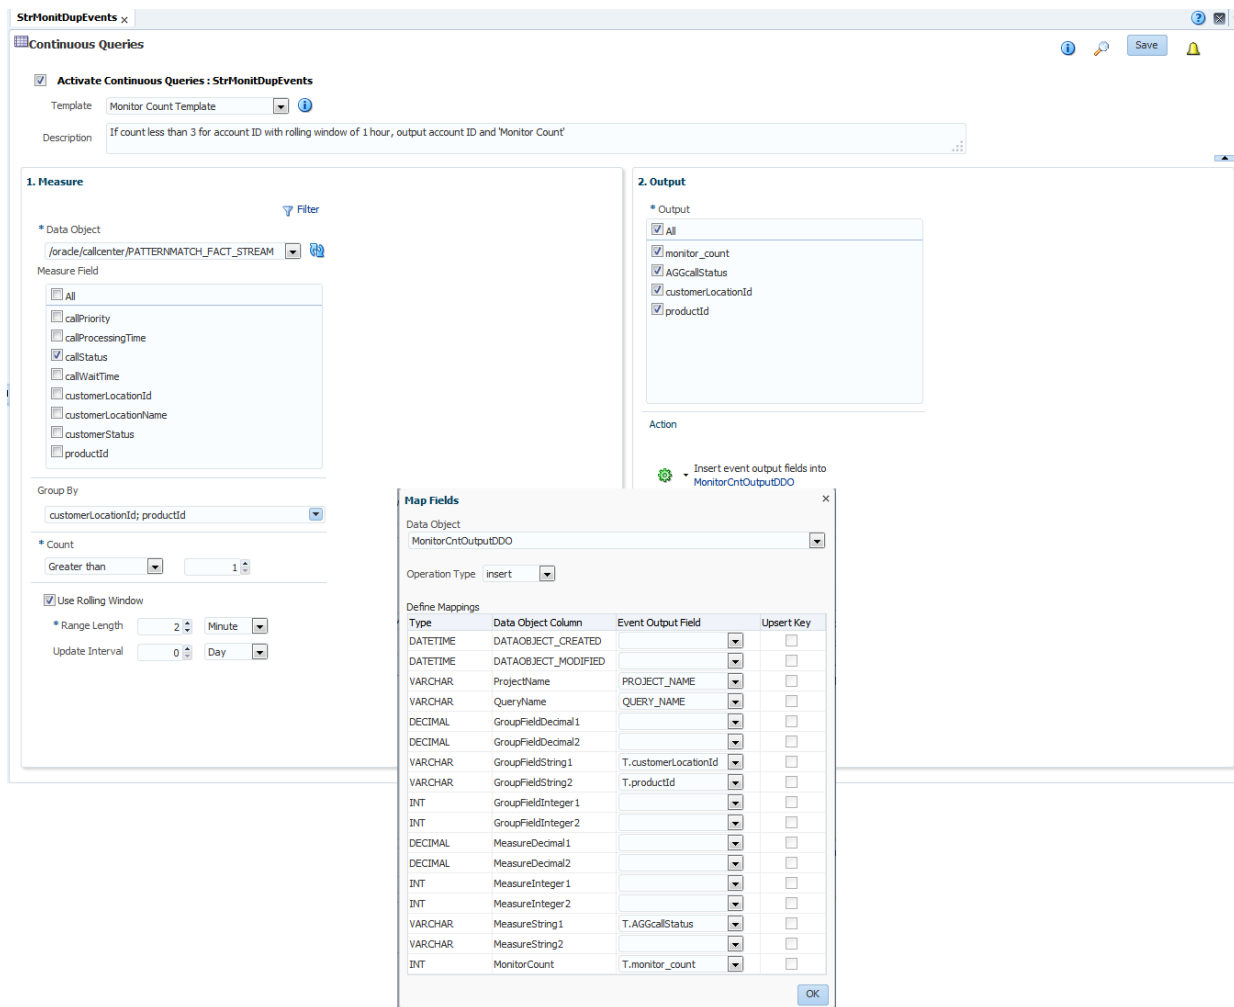 StrMonitDupEvents x
Continuous Queries
Save
Activate Continuous Queries : StrMonitDupEvents
Template Monitor Count Template
Description If count less than 3 for account ID with rolling window of 1 hour, output account ID and 'Monitor Count'
1. Measure
Filter
* Data Object
/oracle/callcenter/PATTERNMATCH_FACT_STREAM
Measure Field
All
callPriority
callProcessingTime
callStatus
callWaitTime
customerLocationId
customerLocationName
customerStatus
productId
Group By
customerLocationId; productId
* Count
Greater than 1
Use Rolling Window
* Range Length 2 Minute
Update Interval 0 Day
2. Output
* Output
All
monitor_count
AGGcallStatus
customerLocationId
productId
Action
Insert event output fields into
MonitorCntOutputDDO
Map Fields x
Data Object
MonitorCntOutputDDO
Operation Type insert
Define Mappings
Type Data Object Column Event Output Field Upsert Key
DATETIME DATAOBJECT_CREATED
DATETIME DATAOBJECT_MODIFIED
VARCHAR ProjectName PROJECT_NAME
VARCHAR QueryName QUERY_NAME
DECIMAL GroupFieldDecimal1
DECIMAL GroupFieldDecimal2
VARCHAR GroupFieldString1 T.customerLocationId
VARCHAR GroupFieldString2 T.productId
INT GroupFieldInteger1
INT GroupFieldInteger2
DECIMAL MeasureDecimal1
DECIMAL MeasureDecimal2
INT MeasureInteger1
INT MeasureInteger2
VARCHAR MeasureString1 T.AGGcallStatus
VARCHAR MeasureString2
INT MonitorCount T.monitor_count
OK